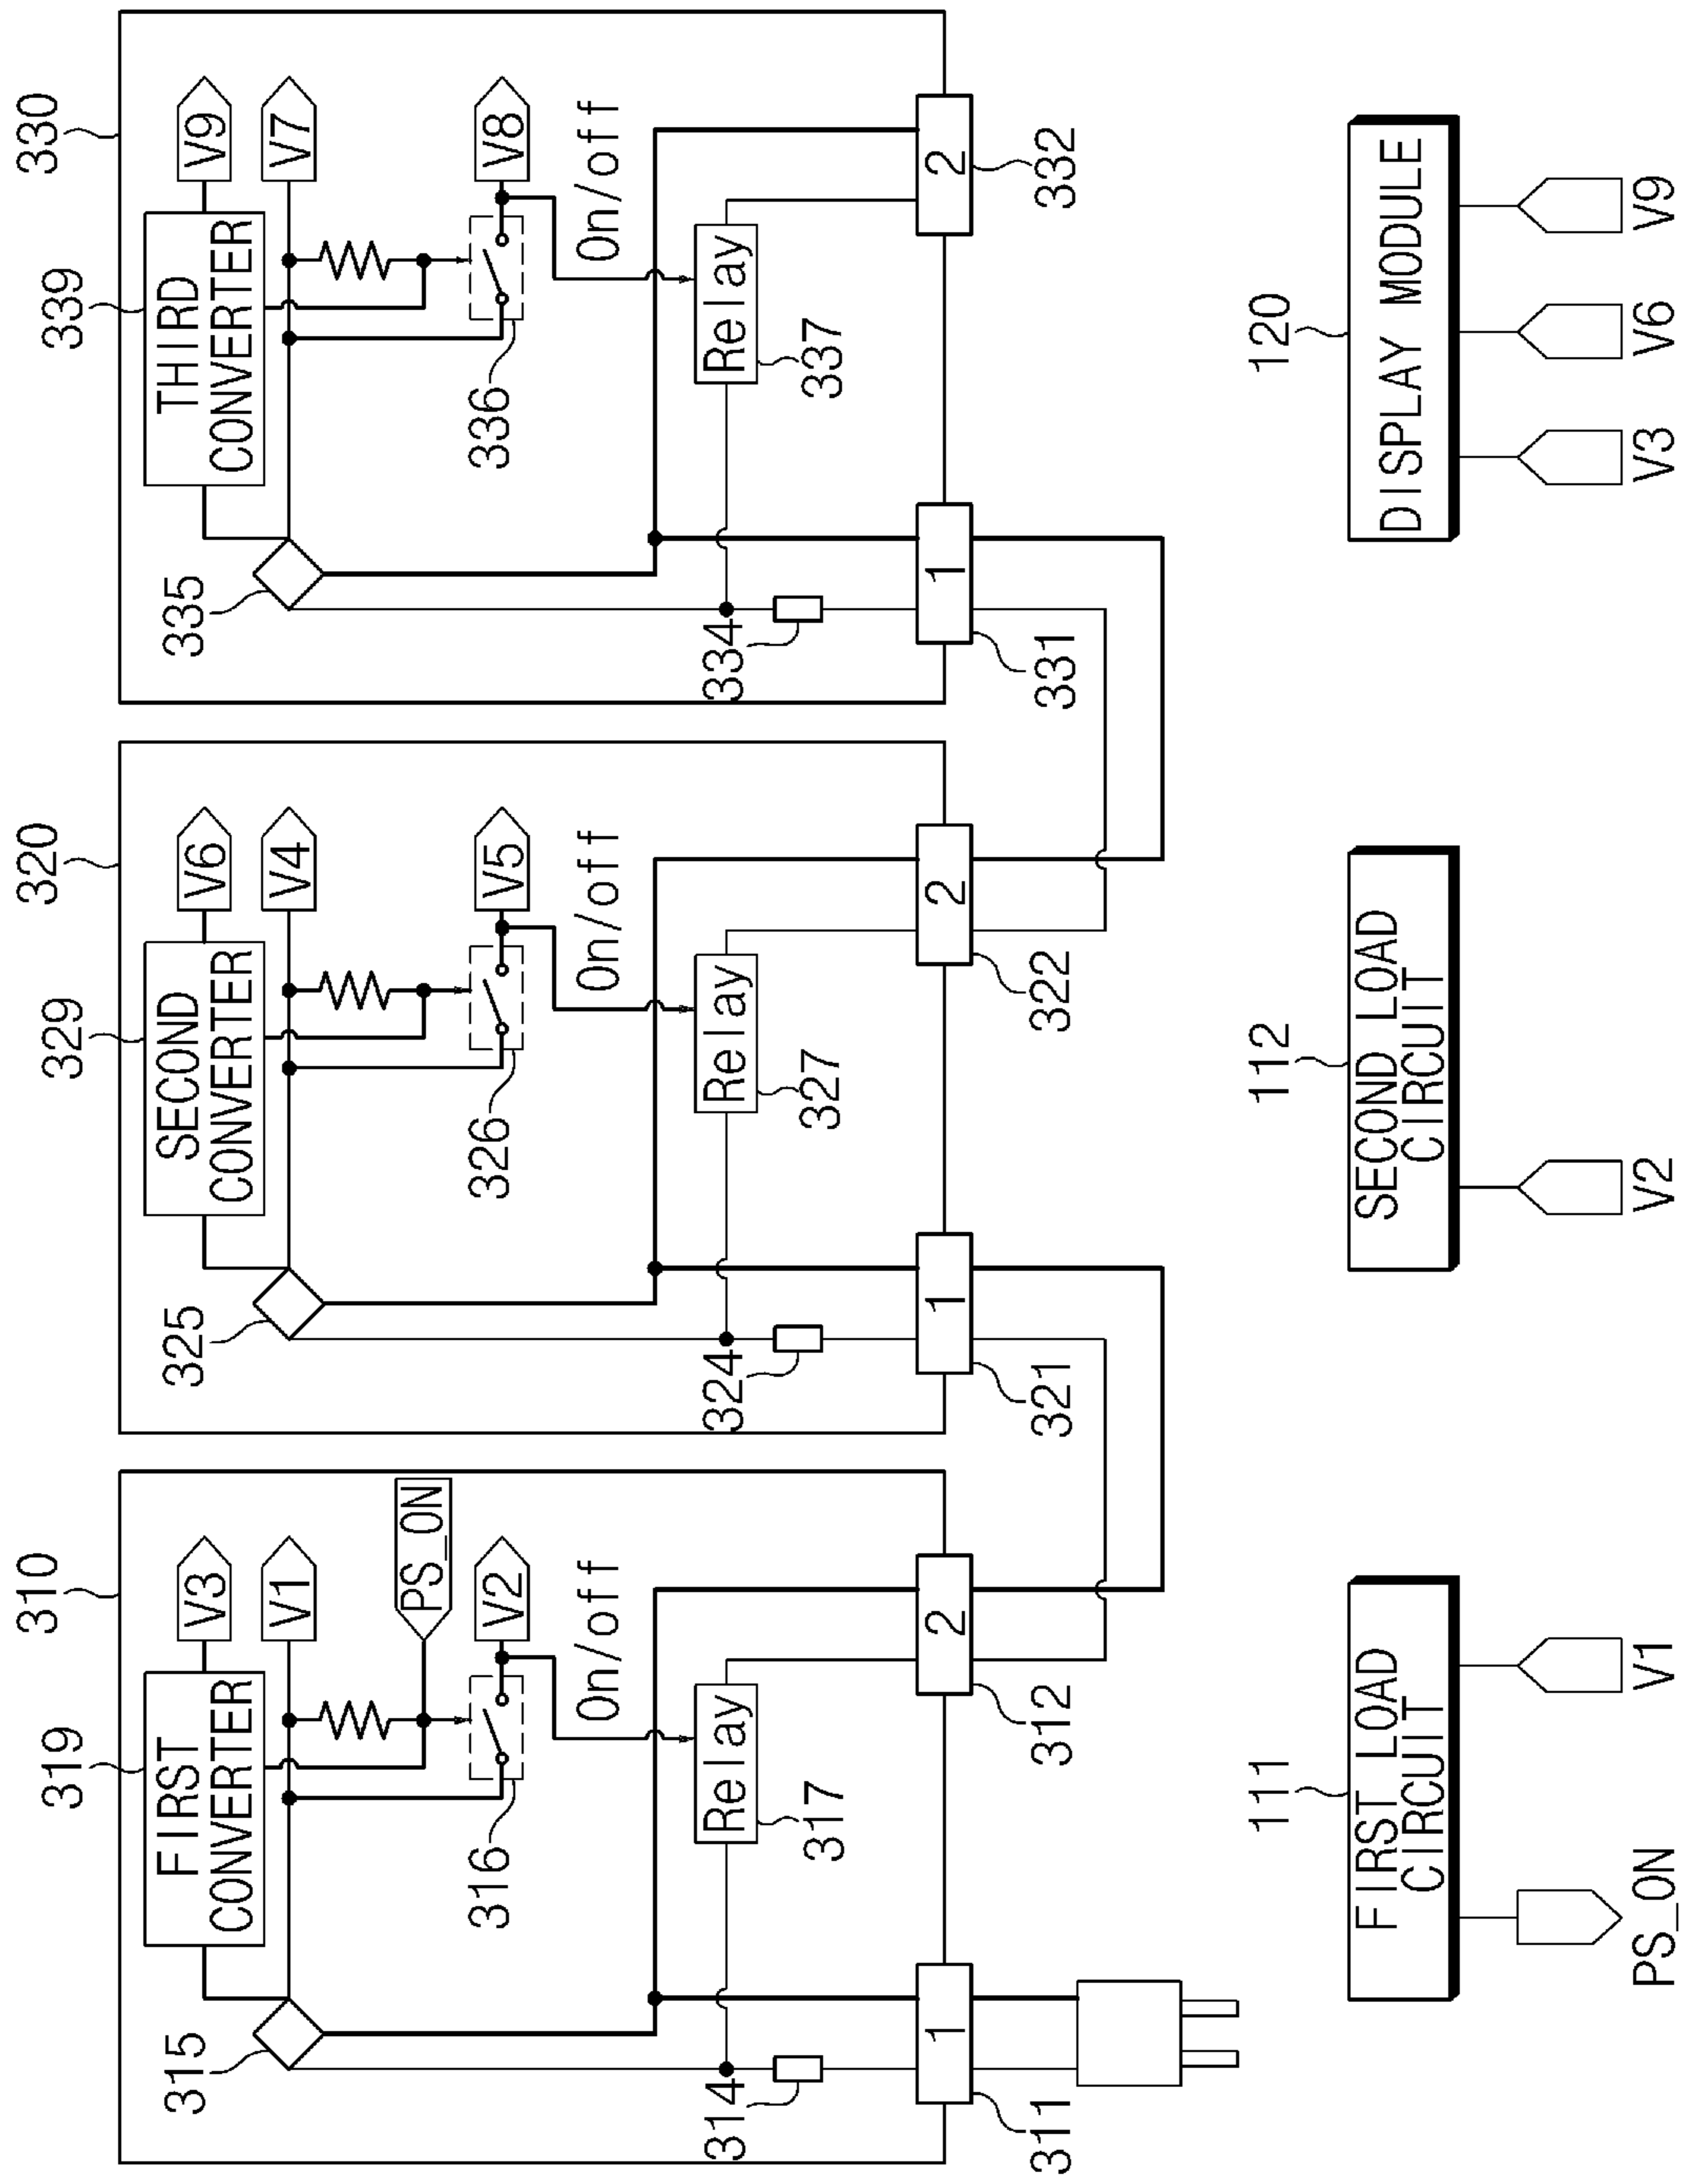 310
319
FIRST
CONVERTER
V3
V1
315
PS_ON
V2
316
On/off
Relay
317
314
1
2
311
312
320
329
SECOND
CONVERTER
V6
V4
325
V5
326
On/off
Relay
327
324
1
2
321
322
330
339
THIRD
CONVERTER
V9
V7
335
V8
336
On/off
Relay
337
334
1
2
331
332
111
FIRST LOAD
CIRCUIT
PS_ON
V1
112
SECOND LOAD
CIRCUIT
V2
120
DISPLAY MODULE
V3
V6
V9